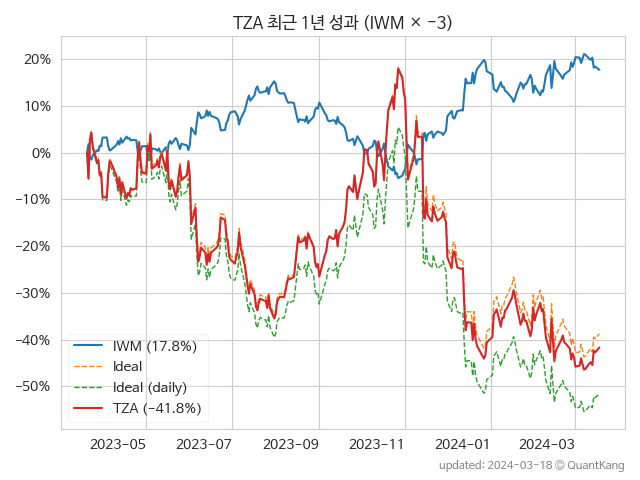 TZA 최근 1년 성과 (IWM × −3)
20%
10%
0%
−10%
−20%
−30%
−40%
−50%
IWM (17.8%)
Ideal
Ideal (daily)
TZA (−41.8%)
2023-05
2023-07
2023-09
2023-11
2024-01
2024-03
updated: 2024-03-18 © QuantKang